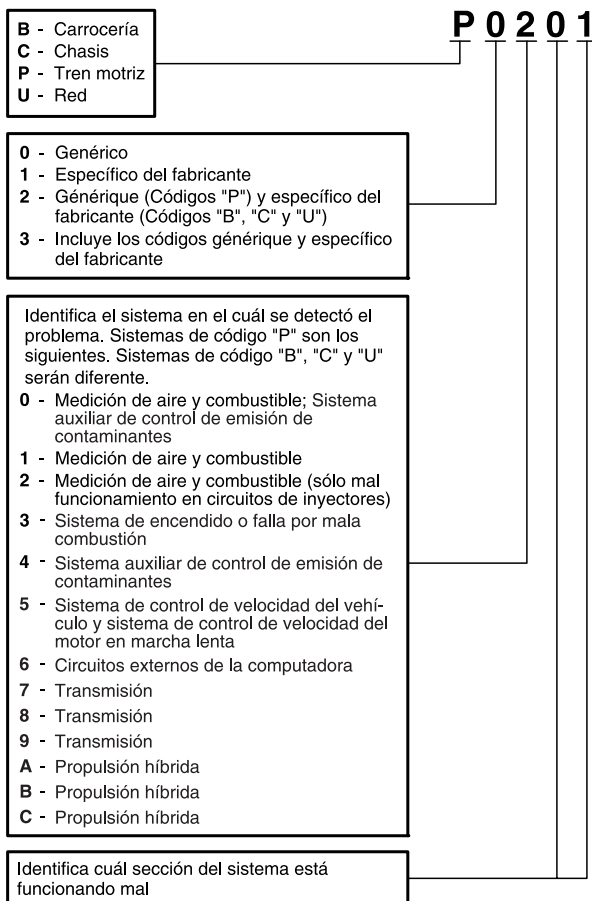 P 0 2 0 1
B - Carrocería
C - Chasis
P - Tren motriz
U - Red
0 - Genérico
1 - Específico del fabricante
2 - Générique (Códigos "P") y específico del
fabricante (Códigos "B", "C" y "U")
3 - Incluye los códigos générique y específico
del fabricante
Identifica el sistema en el cuál se detectó el
problema. Sistemas de código "P" son los
siguientes. Sistemas de código "B", "C" y "U"
serán diferente.
0 - Medición de aire y combustible; Sistema
auxiliar de control de emisión de
contaminantes
1 - Medición de aire y combustible
2 - Medición de aire y combustible (sólo mal
funcionamiento en circuitos de inyectores)
3 - Sistema de encendido o falla por mala
combustión
4 - Sistema auxiliar de control de emisión de
contaminantes
5 - Sistema de control de velocidad del vehí-
culo y sistema de control de velocidad del
motor en marcha lenta
6 - Circuitos externos de la computadora
7 - Transmisión
8 - Transmisión
9 - Transmisión
A - Propulsión híbrida
B - Propulsión híbrida
C - Propulsión híbrida
Identifica cuál sección del sistema está
funcionando mal